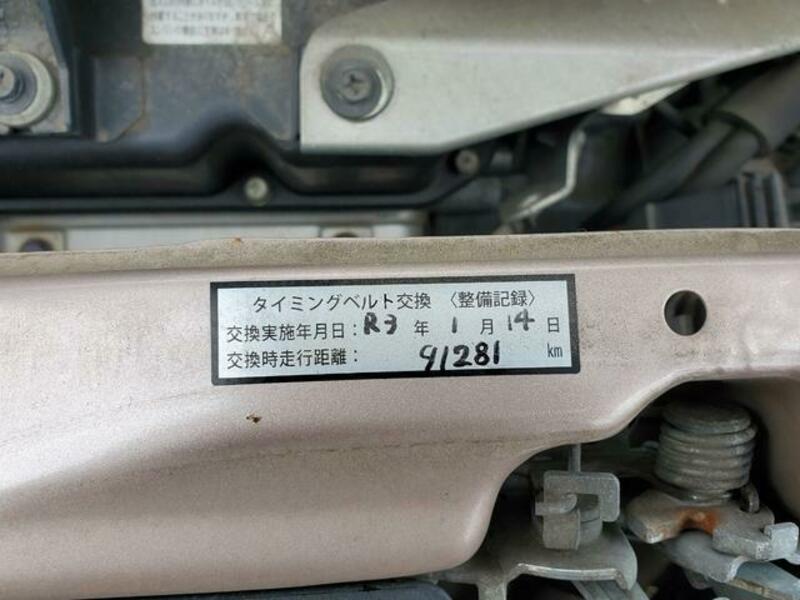 タイミングベルト交換 〈整備記録〉
交換実施年月日：R3 年 1 月 14 日
交換時走行距離： 91281 km